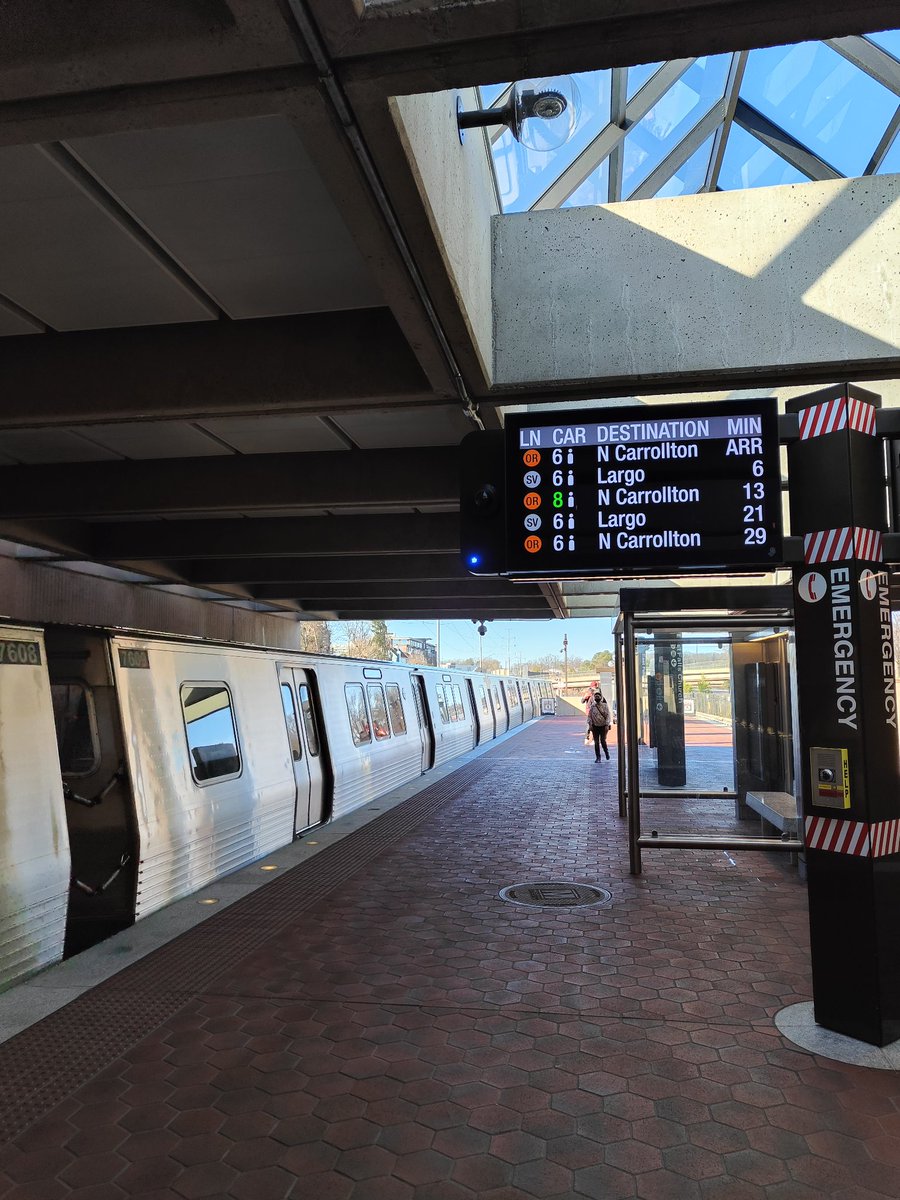 LN CAR DESTINATION MIN
OR 6 N Carrollton ARR
SV 6 Largo 6
OR 8 N Carrollton 13
SV 6 Largo 21
OR 6 N Carrollton 29
EMERGENCY
EMERGENCY
HELP
7608